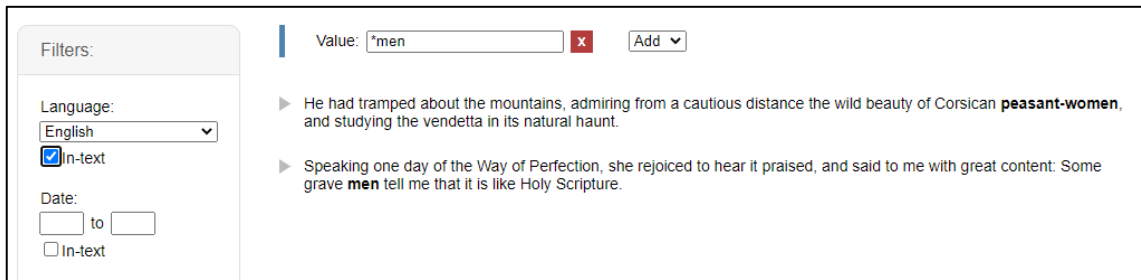 Filters:
Language:
English
In-text
Date:
to
In-text
Value: *men x Add
He had tramped about the mountains, admiring from a cautious distance the wild beauty of Corsican peasant-women,
and studying the vendetta in its natural haunt.
Speaking one day of the Way of Perfection, she rejoiced to hear it praised, and said to me with great content: Some
grave men tell me that it is like Holy Scripture.